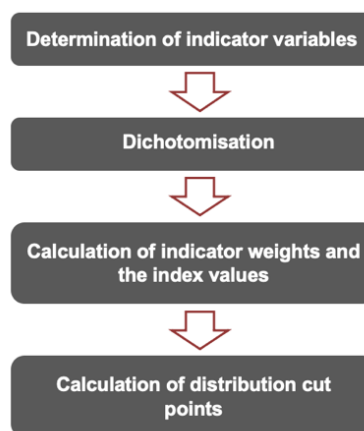 Determination of indicator variables
Dichotomisation
Calculation of indicator weights and
the index values
Calculation of distribution cut
points